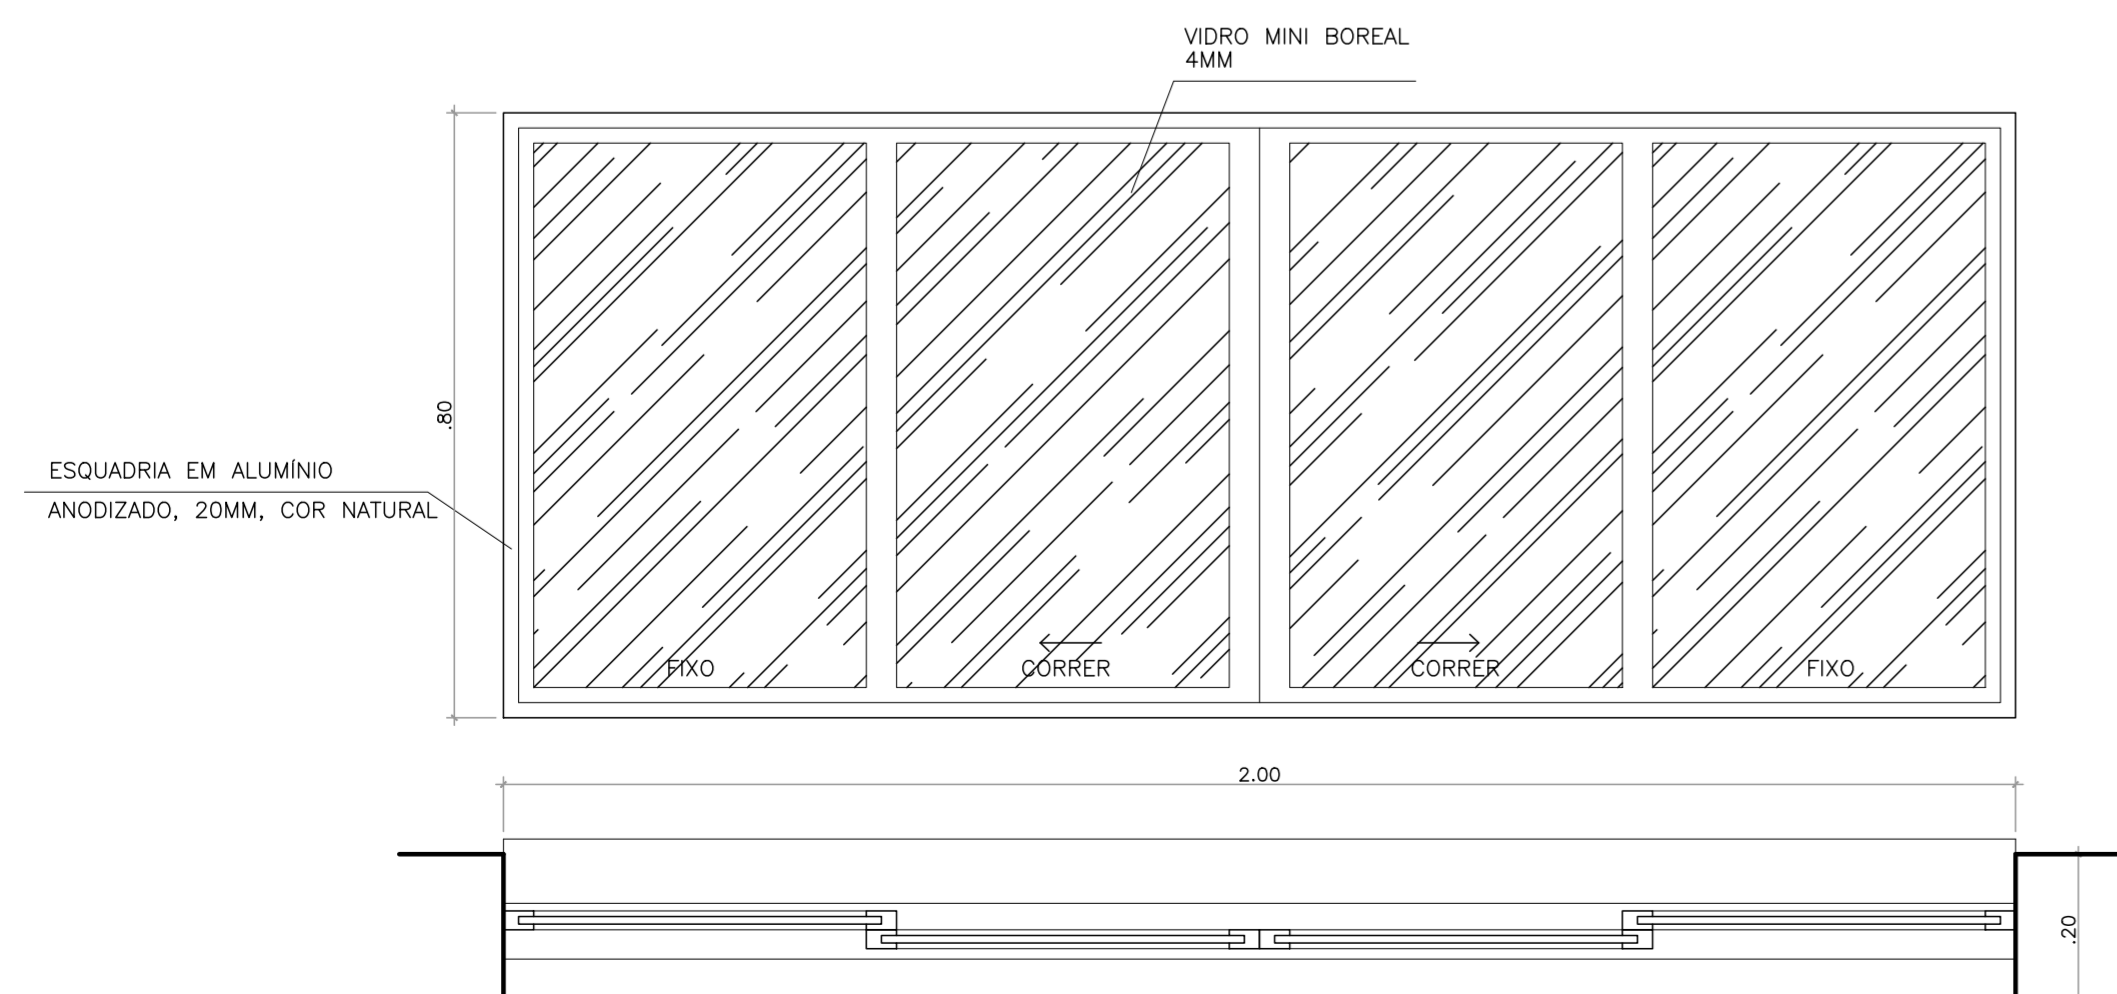 VIDRO MINI BOREAL
4MM
.80
ESQUADRIA EM ALUMÍNIO
ANODIZADO, 20MM, COR NATURAL
FIXO
CORRER
CORRER
FIXO
2.00
.20